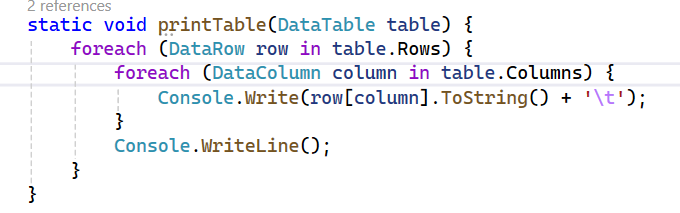 2 references
static void printTable(DataTable table) {
    foreach (DataRow row in table.Rows) {
        foreach (DataColumn column in table.Columns) {
            Console.Write(row[column].ToString() + '\t');
        }
        Console.WriteLine();
    }
}